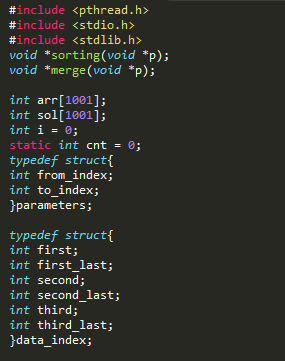 #include <pthread.h>
#include <stdio.h>
#include <stdlib.h>
void *sorting(void *p);
void *merge(void *p);
int arr[1001];
int sol[1001];
int i = 0;
static int cnt = 0;
typedef struct{
int from_index;
int to_index;
}parameters;
typedef struct{
int first;
int first_last;
int second;
int second_last;
int third;
int third_last;
}data_index;